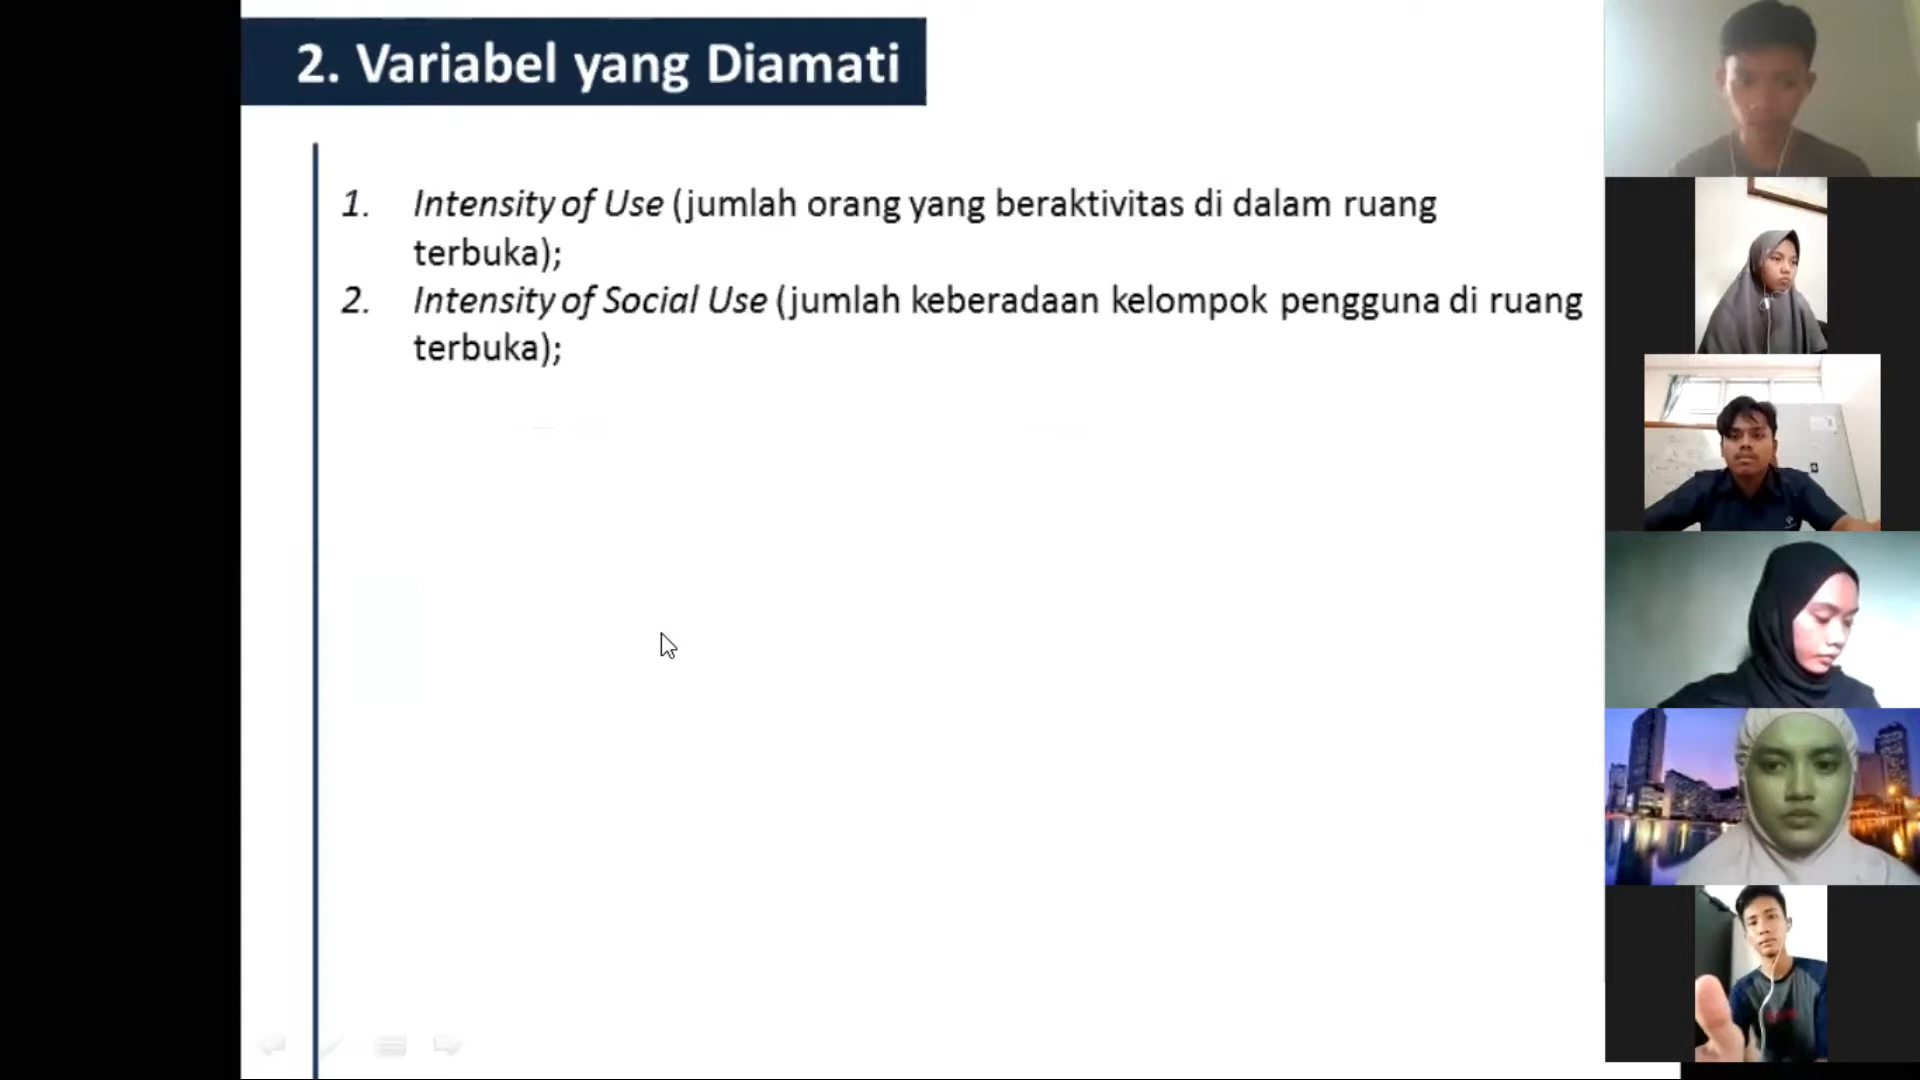 2. Variabel yang Diamati
1. Intensity of Use (jumlah orang yang beraktivitas di dalam ruang
terbuka);
2. Intensity of Social Use (jumlah keberadaan kelompok pengguna di ruang
terbuka);